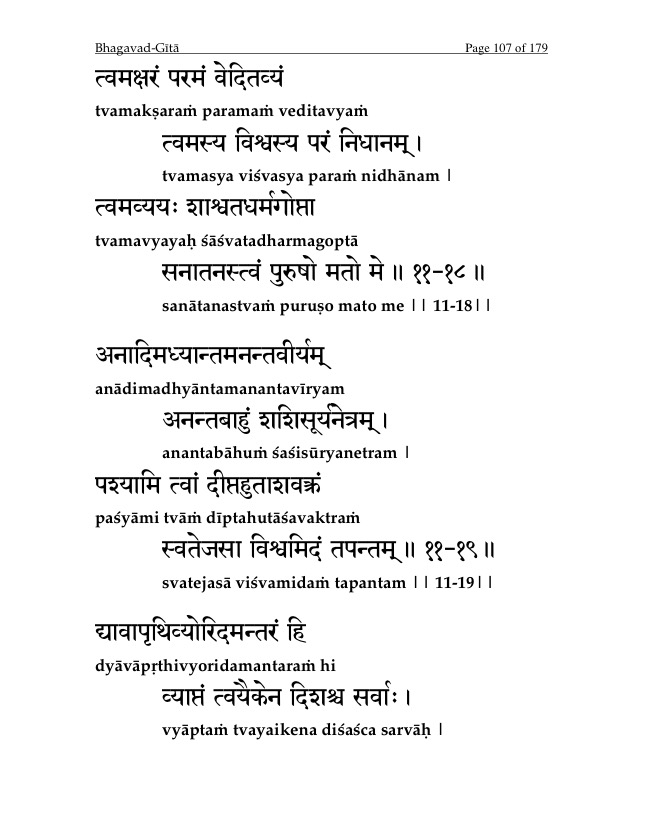 Bhagavad-Gītā Page 107 of 179
त्वमक्षरं परमं वेदितव्यं
tvamakṣaraṁ paramaṁ veditavyaṁ
त्वमस्य विश्वस्य परं निधानम् ।
tvamasya viśvasya paraṁ nidhānam |
त्वमव्ययः शाश्वतधर्मगोप्ता
tvamavyayaḥ śāśvatadharmagoptā
सनातनस्त्वं पुरुषो मतो मे ॥ ११-१८ ॥
sanātanastvaṁ puruṣo mato me || 11-18||
अनादिमध्यान्तमनन्तवीर्यम्
anādimadhyāntamanantavīryam
अनन्तबाहुं शशिसूर्यनेत्रम् ।
anantabāhuṁ śaśisūryanetram |
पश्यामि त्वां दीप्तहुताशवक्त्रं
paśyāmi tvāṁ dīptahutāśavaktraṁ
स्वतेजसा विश्वमिदं तपन्तम् ॥ ११-१९ ॥
svatejasā viśvamidaṁ tapantam || 11-19||
द्यावापृथिव्योरिदमन्तरं हि
dyāvāpṛthivyoridamantaraṁ hi
व्याप्तं त्वयैकेन दिशश्च सर्वाः ।
vyāptaṁ tvayaikena diśaśca sarvāḥ |